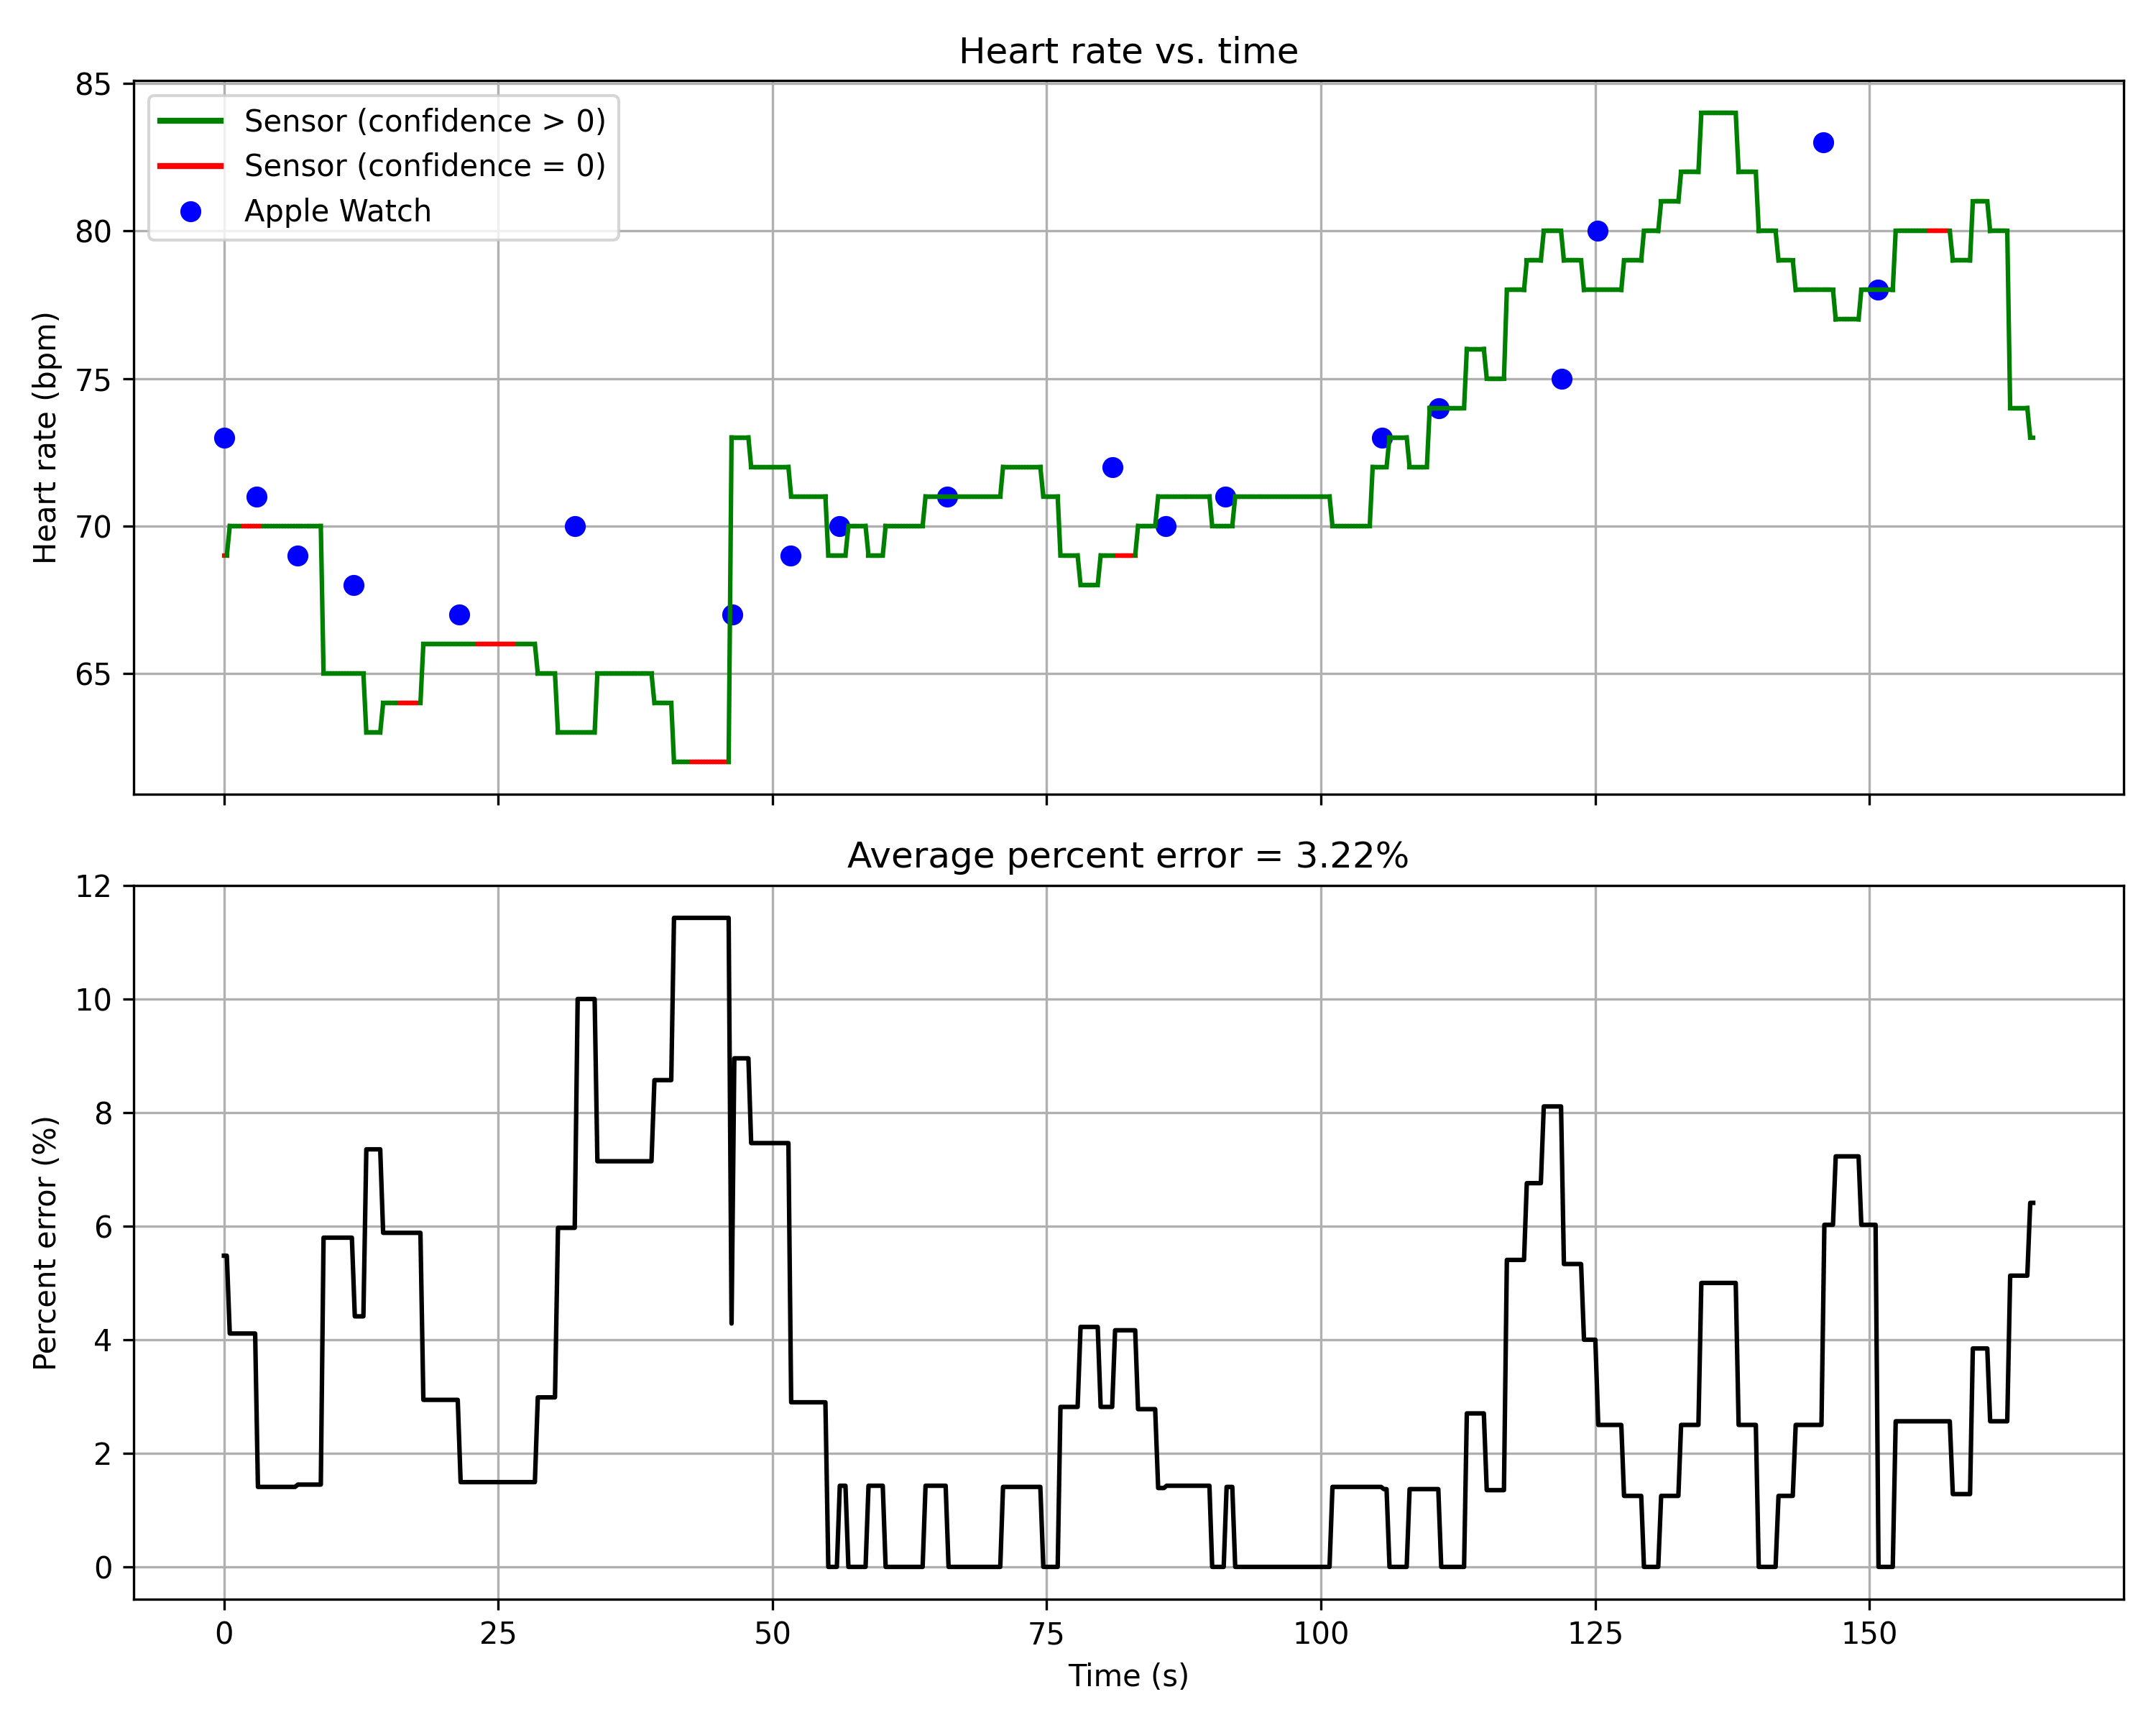 Heart rate vs. time
85
80
75
70
65
Heart rate (bpm)
Sensor (confidence > 0)
Sensor (confidence = 0)
Apple Watch
Average percent error = 3.22%
12
10
8
6
4
2
0
Percent error (%)
0 25 50 75 100 125 150
Time (s)